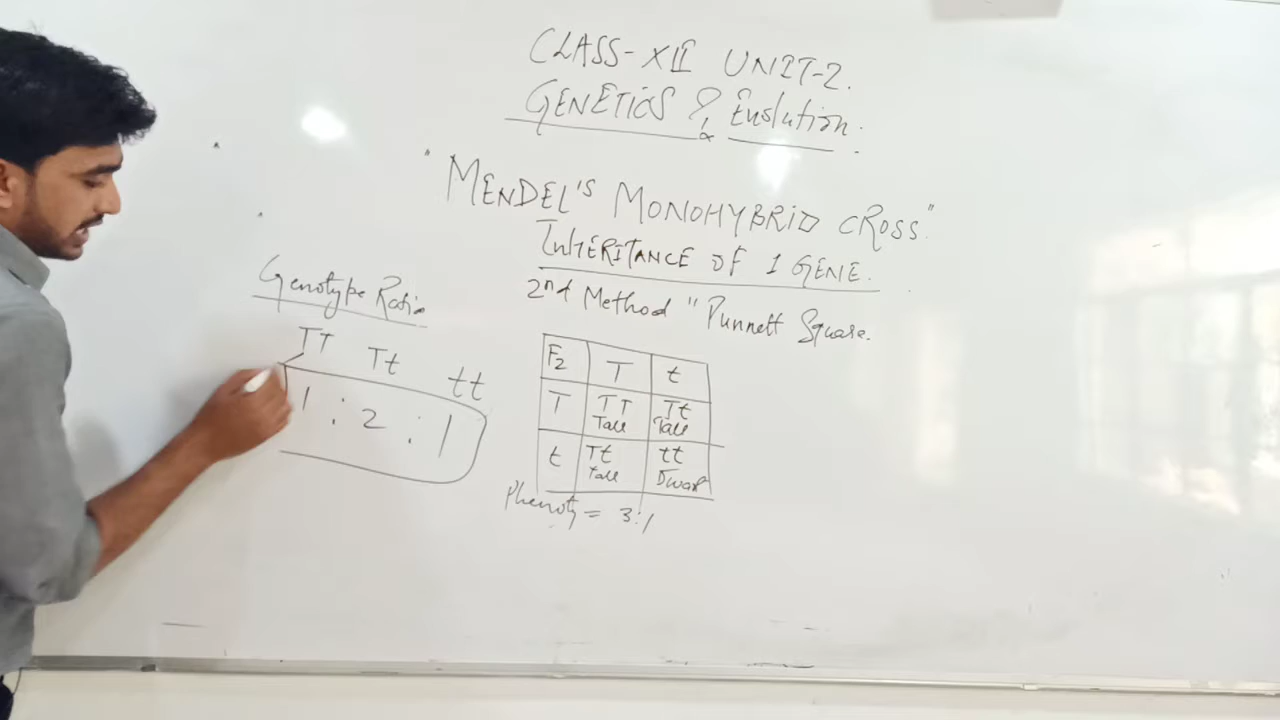 CLASS-XII UNIT-2.
GENETICS & Evolution.
"MENDEL'S MONOHYBRID CROSS"
INHERITANCE OF 1 GENE.
2nd Method "Punnett Square.
Genotype Ratio
TT Tt tt
1 : 2 : 1
F2 T t
T TT Tt
Tall Tall
t Tt tt
Tall Dwarf
Phenoty = 3:1